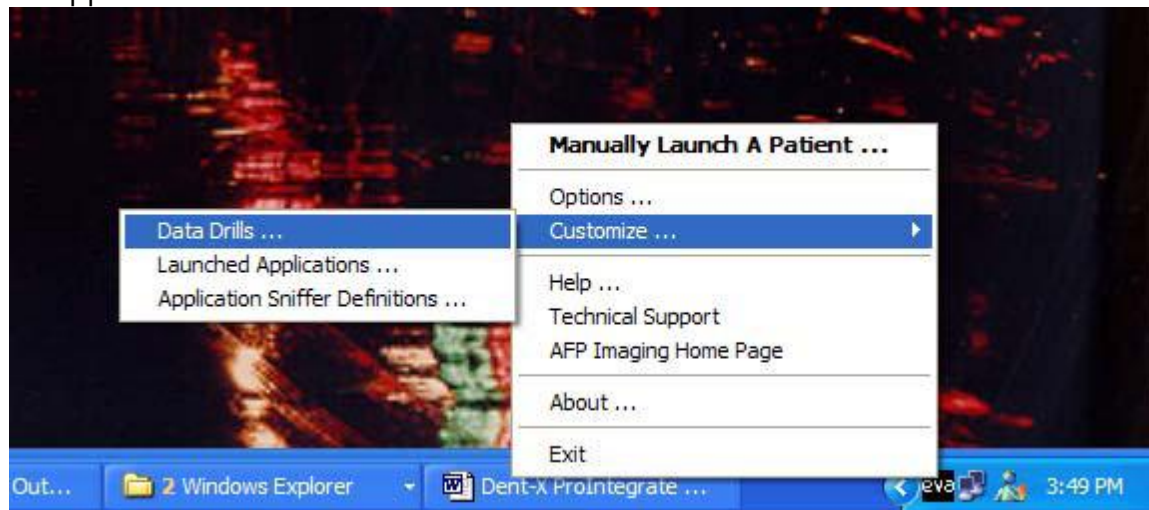 Manually Launch A Patient ...
Options ...
Customize ...
Data Drills ...
Launched Applications ...
Application Sniffer Definitions ...
Help ...
Technical Support
AFP Imaging Home Page
About ...
Exit
Out...
2 Windows Explorer
Dent-X ProIntegrate ...
eva
3:49 PM